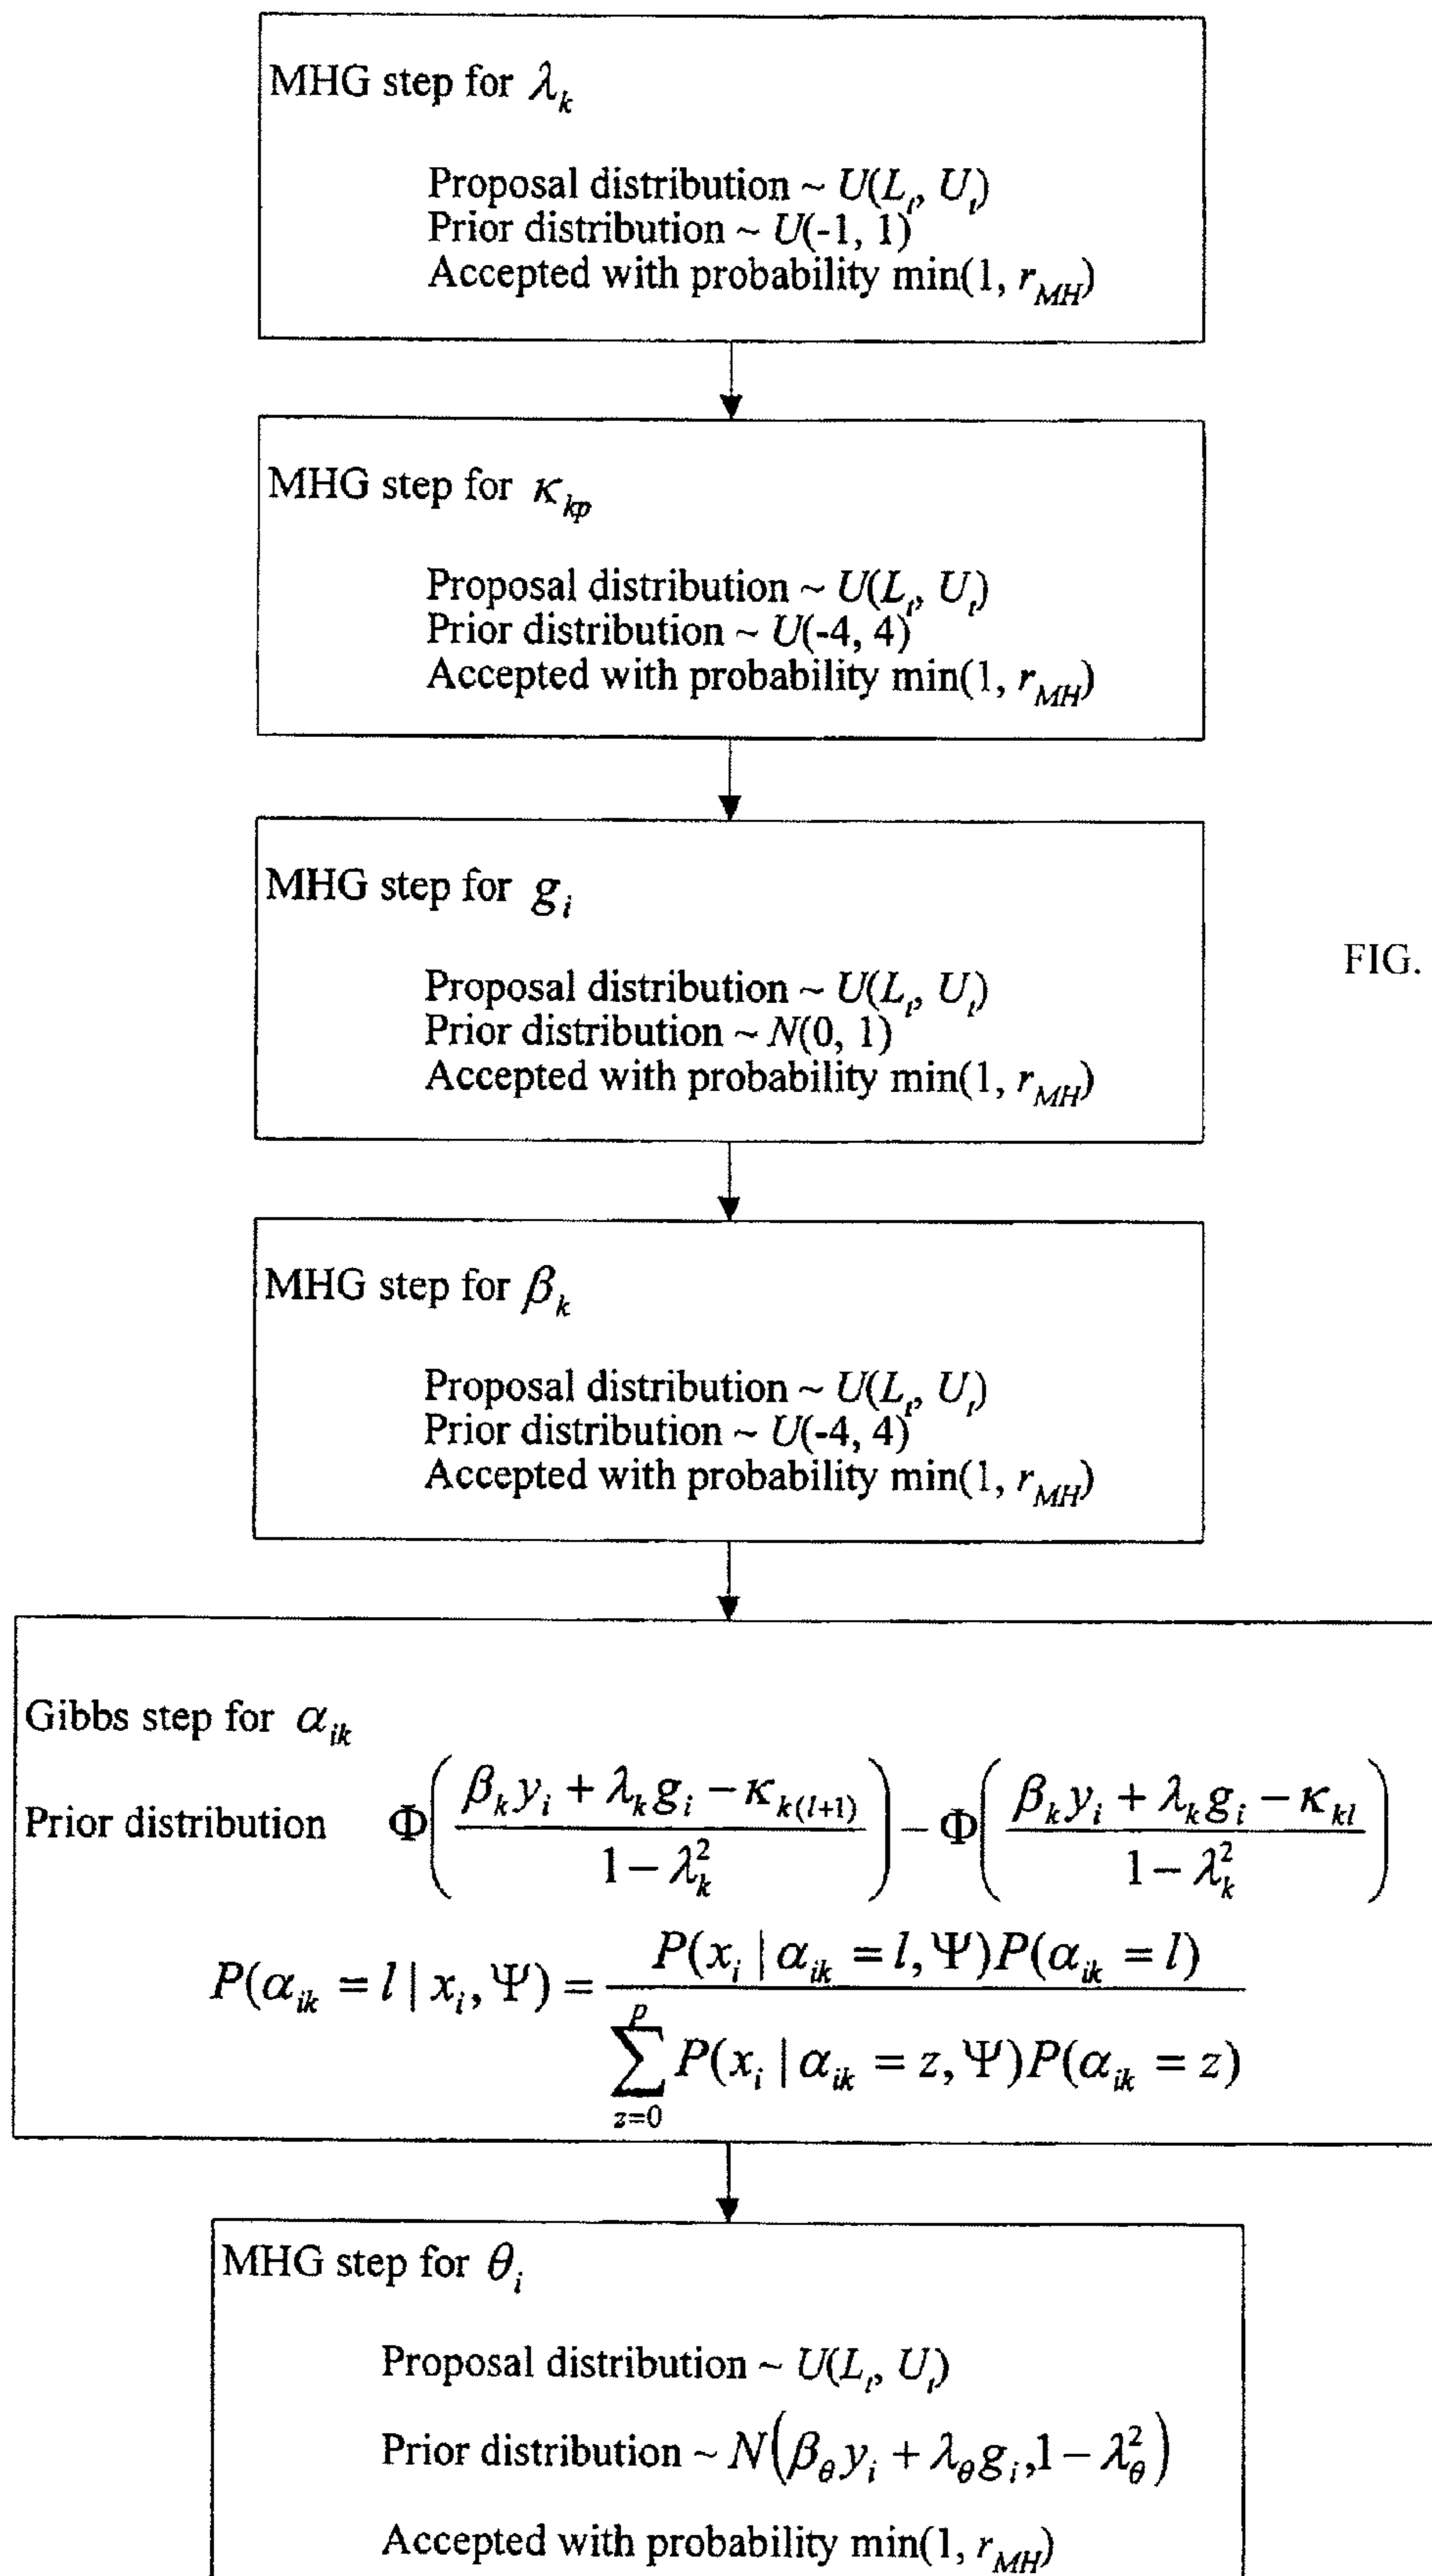 MHG step for λ_k
Proposal distribution ~ U(L_t, U_t)
Prior distribution ~ U(-1, 1)
Accepted with probability min(1, r_MH)
MHG step for κ_kp
Proposal distribution ~ U(L_t, U_t)
Prior distribution ~ U(-4, 4)
Accepted with probability min(1, r_MH)
MHG step for g_i
Proposal distribution ~ U(L_t, U_t)
Prior distribution ~ N(0, 1)
Accepted with probability min(1, r_MH)
FIG.
MHG step for β_k
Proposal distribution ~ U(L_t, U_t)
Prior distribution ~ U(-4, 4)
Accepted with probability min(1, r_MH)
Gibbs step for α_ik
Prior distribution Φ((β_k y_i + λ_k g_i − κ_k(l+1)) / (1 − λ_k^2)) − Φ((β_k y_i + λ_k g_i − κ_kl) / (1 − λ_k^2))
P(α_ik = l | x_i, Ψ) = P(x_i | α_ik = l, Ψ)P(α_ik = l) / ∑_{z=0}^{p} P(x_i | α_ik = z, Ψ)P(α_ik = z)
MHG step for θ_i
Proposal distribution ~ U(L_t, U_t)
Prior distribution ~ N(β_θ y_i + λ_θ g_i, 1 − λ_θ^2)
Accepted with probability min(1, r_MH)